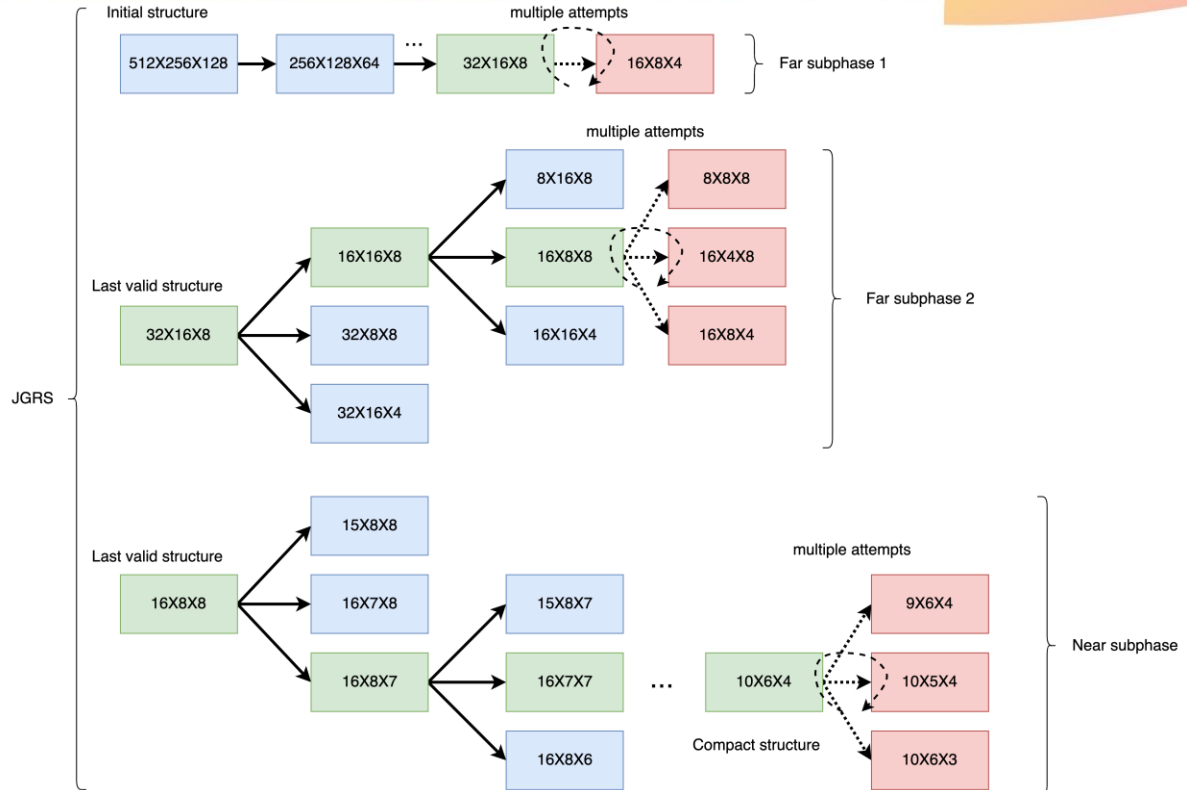 Initial structure
multiple attempts
512X256X128
256X128X64
...
32X16X8
16X8X4
Far subphase 1
multiple attempts
8X16X8
8X8X8
16X16X8
16X8X8
16X4X8
Last valid structure
32X16X8
32X8X8
16X16X4
16X8X4
Far subphase 2
32X16X4
JGRS
15X8X8
Last valid structure
multiple attempts
16X8X8
16X7X8
15X8X7
9X6X4
Near subphase
16X8X7
16X7X7
...
10X6X4
10X5X4
Compact structure
16X8X6
10X6X3